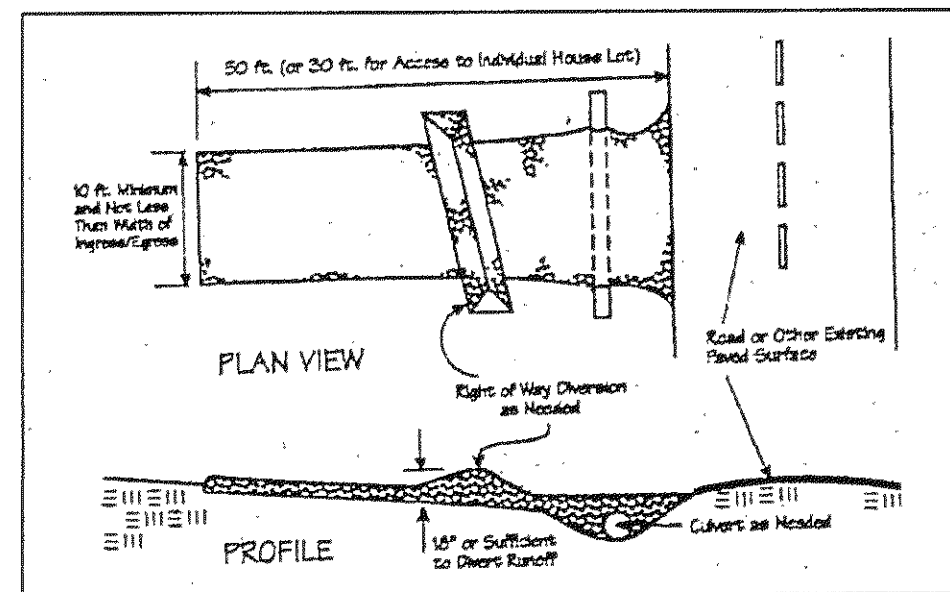 50 ft. (or 30 ft. for Access to Individual House Lot)
10 ft. Minimum
and Not Less
Than Width of
Ingress/Egress
PLAN VIEW
Road or Other Existing
Paved Surface
Right of Way Diversion
as Needed
Culvert as Needed
18" or Sufficient
to Divert Runoff
PROFILE